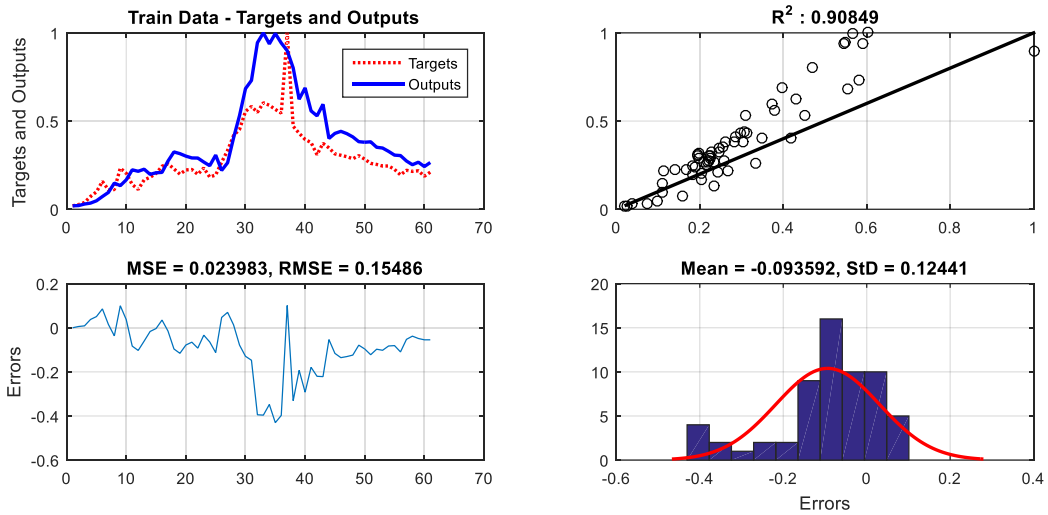 Train Data - Targets and Outputs
Targets and Outputs
1
0.5
0
0 10 20 30 40 50 60 70
Targets
Outputs
R2 : 0.90849
1
0.5
0
0 0.2 0.4 0.6 0.8 1
MSE = 0.023983, RMSE = 0.15486
Errors
0.2
0
-0.2
-0.4
-0.6
0 10 20 30 40 50 60 70
Mean = -0.093592, StD = 0.12441
20
15
10
5
0
-0.6 -0.4 -0.2 0 0.2 0.4
Errors